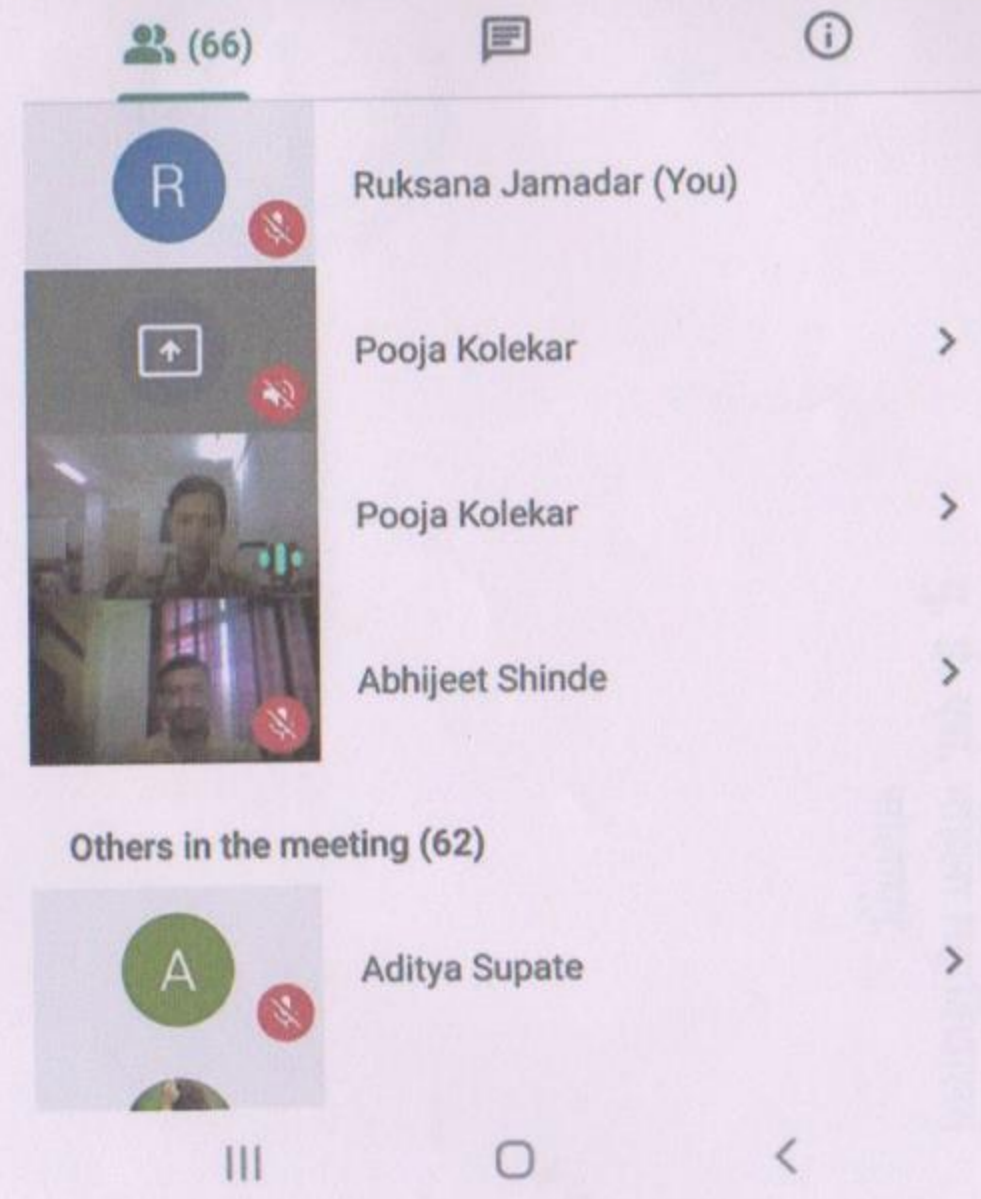 (66)
R
Ruksana Jamadar (You)
Pooja Kolekar
Pooja Kolekar
Abhijeet Shinde
Others in the meeting (62)
A
Aditya Supate